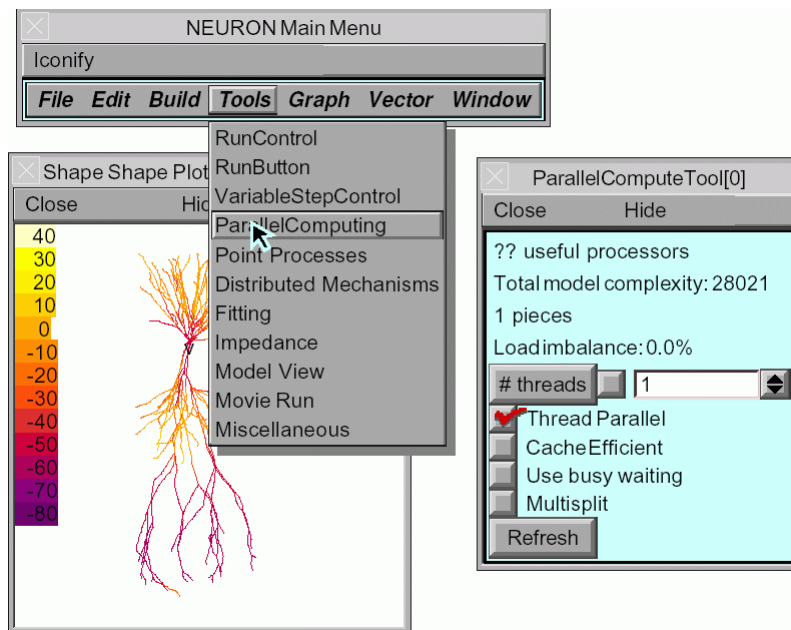 NEURON Main Menu
Iconify
File Edit Build Tools Graph Vector Window
RunControl
RunButton
VariableStepControl
ParallelComputing
Point Processes
Distributed Mechanisms
Fitting
Impedance
Model View
Movie Run
Miscellaneous
Shape Shape Plot
Close Hid
40
30
20
10
0
-10
-20
-30
-40
-50
-60
-70
-80
V
ParallelComputeTool[0]
Close Hide
?? useful processors
Total model complexity: 28021
1 pieces
Load imbalance: 0.0%
# threads 1
Thread Parallel
Cache Efficient
Use busy waiting
Multisplit
Refresh